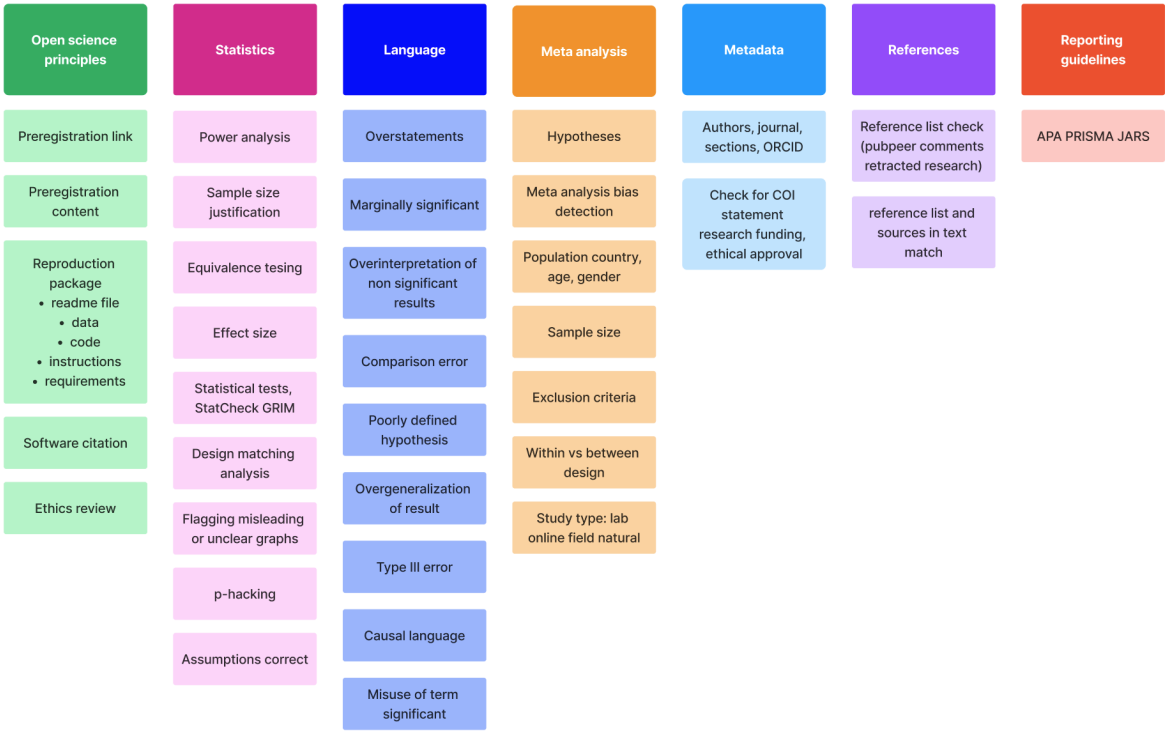 Open science
principles
Preregistration link
Preregistration
content
Reproduction
package
• readme file
• data
• code
• instructions
• requirements
Software citation
Ethics review
Statistics
Power analysis
Sample size
justification
Equivalence tesing
Effect size
Statistical tests,
StatCheck GRIM
Design matching
analysis
Flagging misleading
or unclear graphs
p-hacking
Assumptions correct
Language
Overstatements
Marginally significant
Overinterpretation of
non significant
results
Comparison error
Poorly defined
hypothesis
Overgeneralization
of result
Type III error
Causal language
Misuse of term
significant
Meta analysis
Hypotheses
Meta analysis bias
detection
Population country,
age, gender
Sample size
Exclusion criteria
Within vs between
design
Study type: lab
online field natural
Metadata
Authors, journal,
sections, ORCID
Check for COI
statement
research funding,
ethical approval
References
Reference list check
(pubpeer comments
retracted research)
reference list and
sources in text
match
Reporting
guidelines
APA PRISMA JARS